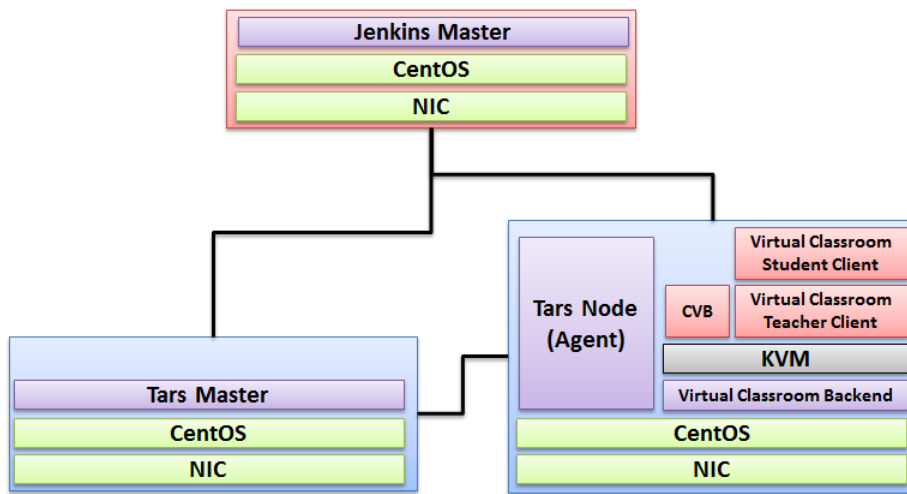 Jenkins Master
CentOS
NIC
Tars Master
CentOS
NIC
Tars Node
(Agent)
Virtual Classroom
Student Client
CVB
Virtual Classroom
Teacher Client
KVM
Virtual Classroom Backend
CentOS
NIC